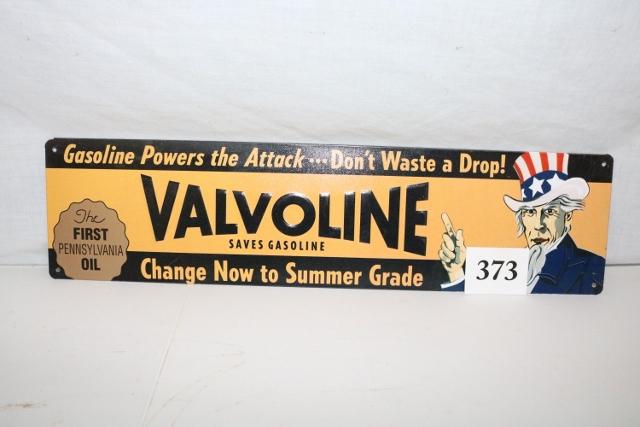 Gasoline Powers the Attack ··· Don't Waste a Drop!
VALVOLINE
SAVES GASOLINE
The
FIRST
PENNSYLVANIA
OIL
Change Now to Summer Grade
373